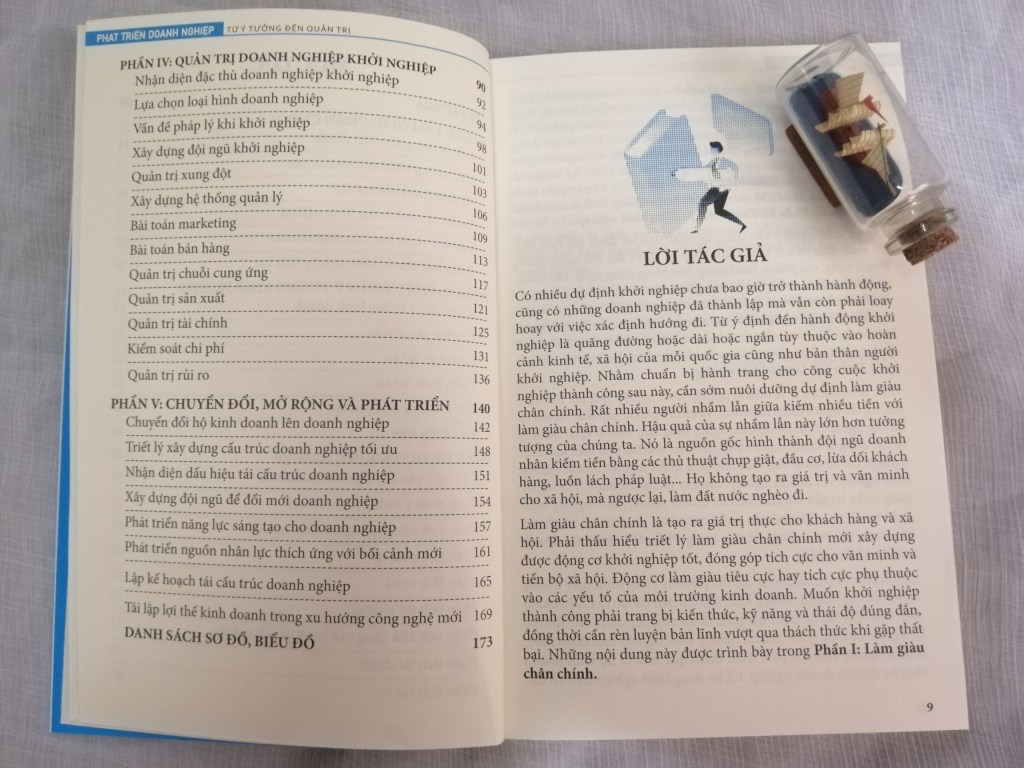 PHÁT TRIỂN DOANH NGHIỆP TỪ Ý TƯỞNG ĐẾN QUẢN TRỊ
PHẦN IV: QUẢN TRỊ DOANH NGHIỆP KHỞI NGHIỆP 90
Nhận diện đặc thù doanh nghiệp khởi nghiệp 92
Lựa chọn loại hình doanh nghiệp 94
Vấn đề pháp lý khi khởi nghiệp 98
Xây dựng đội ngũ khởi nghiệp 101
Quản trị xung đột 103
Xây dựng hệ thống quản lý 106
Bài toán marketing 109
Bài toán bán hàng 113
Quản trị chuỗi cung ứng 117
Quản trị sản xuất 121
Quản trị tài chính 125
Kiểm soát chi phí 131
Quản trị rủi ro 136
PHẦN V: CHUYỂN ĐỔI, MỞ RỘNG VÀ PHÁT TRIỂN 140
Chuyển đổi hộ kinh doanh lên doanh nghiệp 142
Triết lý xây dựng cấu trúc doanh nghiệp tối ưu 148
Nhận diện dấu hiệu tái cấu trúc doanh nghiệp 151
Xây dựng đội ngũ để đổi mới doanh nghiệp 154
Phát triển năng lực sáng tạo cho doanh nghiệp 157
Phát triển nguồn nhân lực thích ứng với bối cảnh mới 161
Lập kế hoạch tái cấu trúc doanh nghiệp 165
Tái lập lợi thế kinh doanh trong xu hướng công nghệ mới 169
DANH SÁCH SƠ ĐỒ, BIỂU ĐỒ 173
LỜI TÁC GIẢ
Có nhiều dự định khởi nghiệp chưa bao giờ trở thành hành động,
cũng có những doanh nghiệp đã thành lập mà vẫn còn phải loay
hoay với việc xác định hướng đi. Từ ý định đến hành động khởi
nghiệp là quãng đường hoặc dài hoặc ngắn tùy thuộc vào hoàn
cảnh kinh tế, xã hội của mỗi quốc gia cũng như bản thân người
khởi nghiệp. Nhằm chuẩn bị hành trang cho công cuộc khởi
nghiệp thành công sau này, cần sớm nuôi dưỡng dự định làm giàu
chân chính. Rất nhiều người nhầm lẫn giữa kiếm nhiều tiền với
làm giàu chân chính. Hậu quả của sự nhầm lẫn này lớn hơn tưởng
tượng của chúng ta. Nó là nguồn gốc hình thành đội ngũ doanh
nhân kiếm tiền bằng các thủ thuật chụp giật, đầu cơ, lừa dối khách
hàng, luồn lách pháp luật... Họ không tạo ra giá trị và văn minh
cho xã hội, mà ngược lại, làm đất nước nghèo đi.
Làm giàu chân chính là tạo ra giá trị thực cho khách hàng và xã
hội. Phải thấu hiểu triết lý làm giàu chân chính mới xây dựng
được động cơ khởi nghiệp tốt, đóng góp tích cực cho văn minh và
tiến bộ xã hội. Động cơ làm giàu tiêu cực hay tích cực phụ thuộc
vào các yếu tố của môi trường kinh doanh. Muốn khởi nghiệp
thành công phải trang bị kiến thức, kỹ năng và thái độ đúng đắn,
đồng thời cần rèn luyện bản lĩnh vượt qua thách thức khi gặp thất
bại. Những nội dung này được trình bày trong Phần I: Làm giàu
chân chính.
9